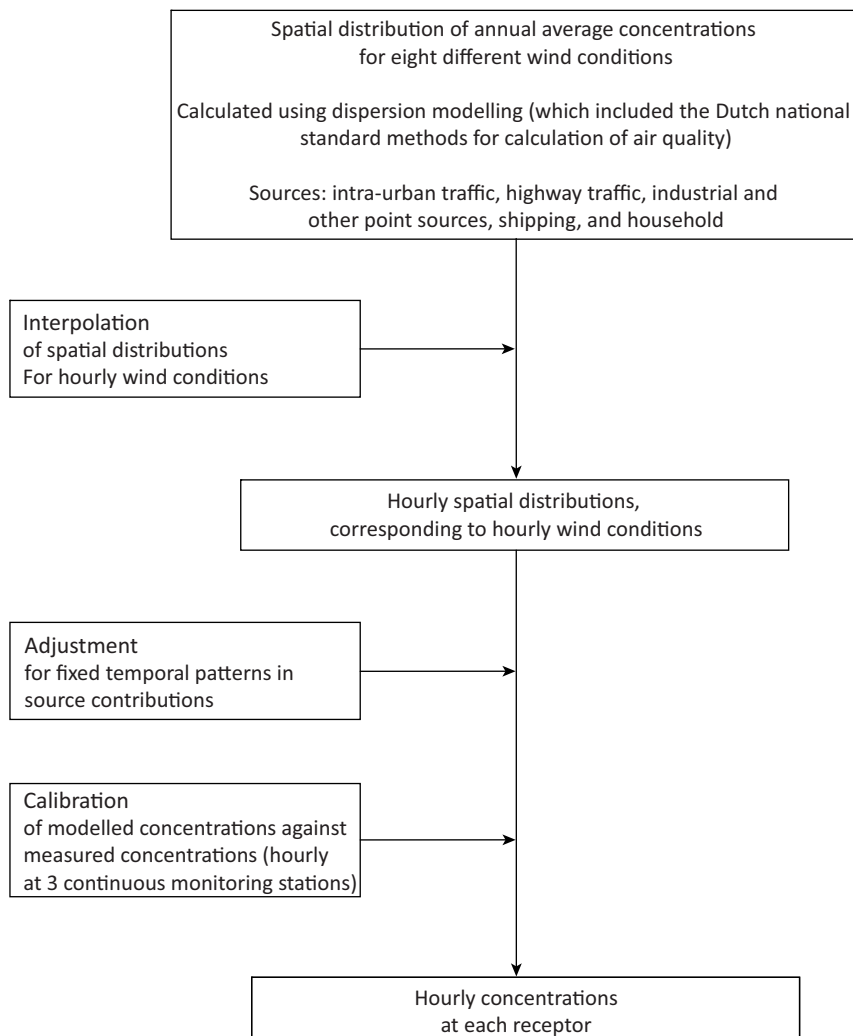 Spatial distribution of annual average concentrations
for eight different wind conditions
Calculated using dispersion modelling (which included the Dutch national
standard methods for calculation of air quality)
Sources: intra-urban traffic, highway traffic, industrial and
other point sources, shipping, and household
Interpolation
of spatial distributions
For hourly wind conditions
Hourly spatial distributions,
corresponding to hourly wind conditions
Adjustment
for fixed temporal patterns in
source contributions
Calibration
of modelled concentrations against
measured concentrations (hourly
at 3 continuous monitoring stations)
Hourly concentrations
at each receptor